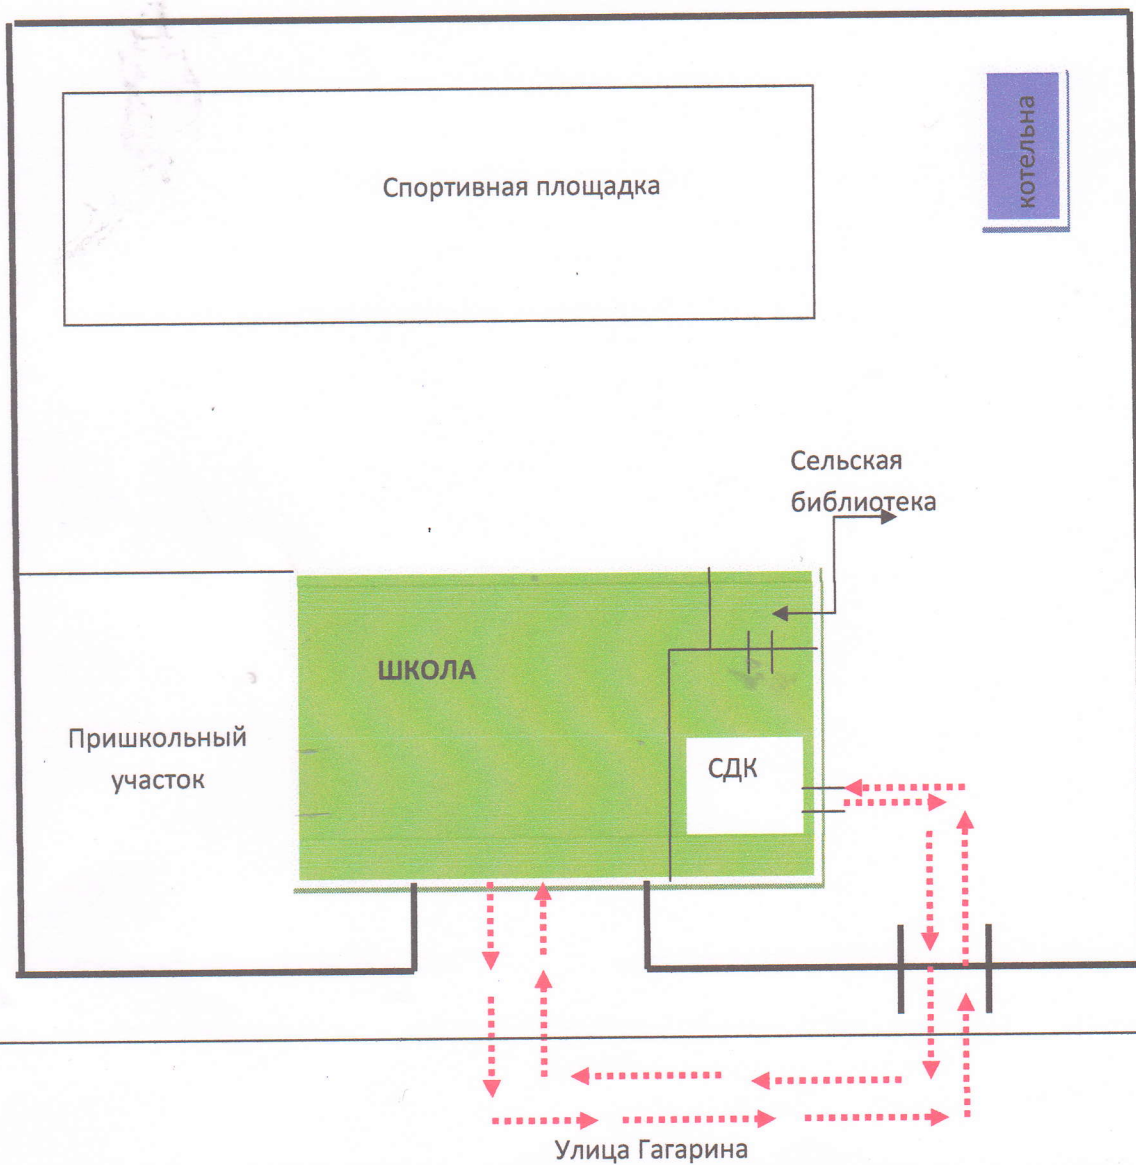 Спортивная площадка
котельна
Сельская
библиотека
ШКОЛА
Пришкольный
участок
СДК
Улица Гагарина